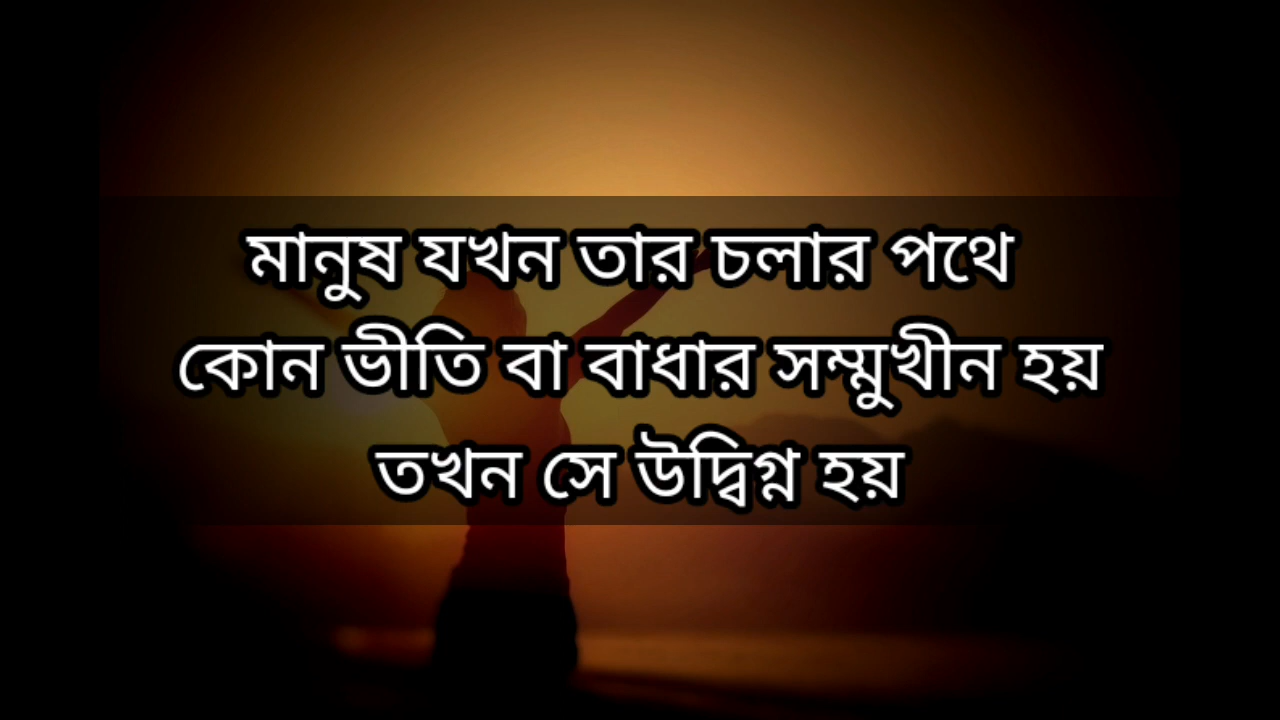 মানুষ যখন তার চলার পথে
কোন ভীতি বা বাধার সম্মুখীন হয়
তখন সে উদ্বিগ্ন হয়